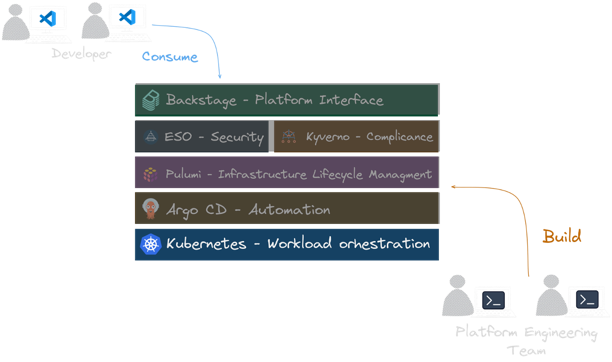 Developer
Consume
Backstage - Platform Interface
ESO - Security
Kyverno - Complicance
Pulumi - Infrastructure Lifecycle Managment
Argo CD - Automation
Kubernetes - Workload orhestration
Build
Platform Engineering
Team